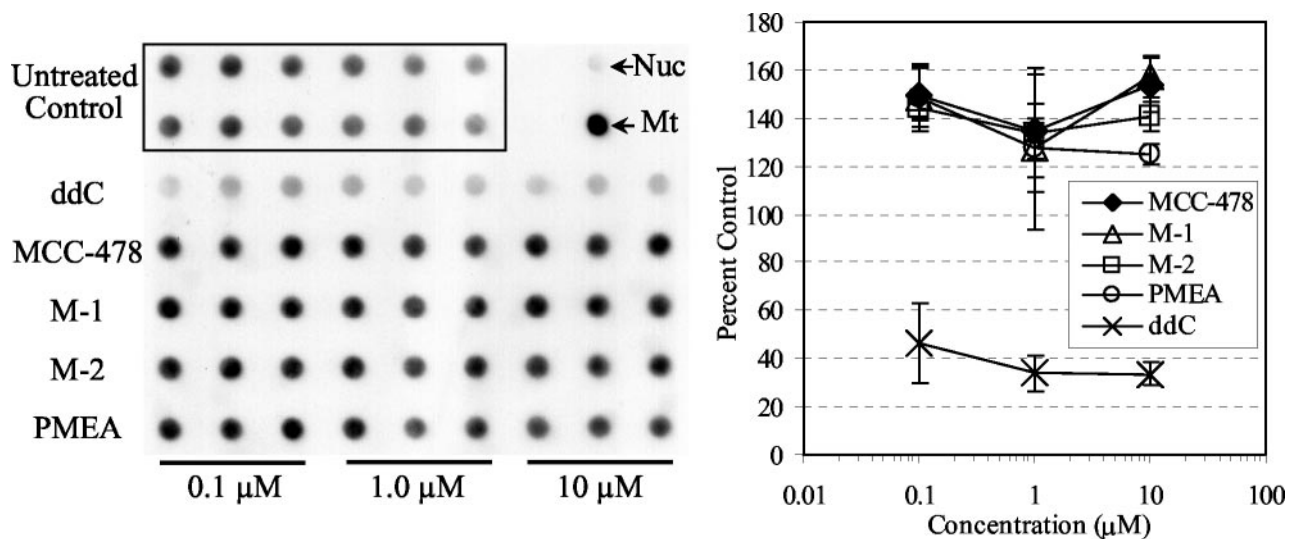 Untreated
Control
Nuc
Mt
ddC
MCC-478
M-1
M-2
PMEA
0.1 µM
1.0 µM
10 µM
Percent Control
180
160
140
120
100
80
60
40
20
0
0.01
0.1
1
10
100
Concentration (µM)
MCC-478
M-1
M-2
PMEA
ddC